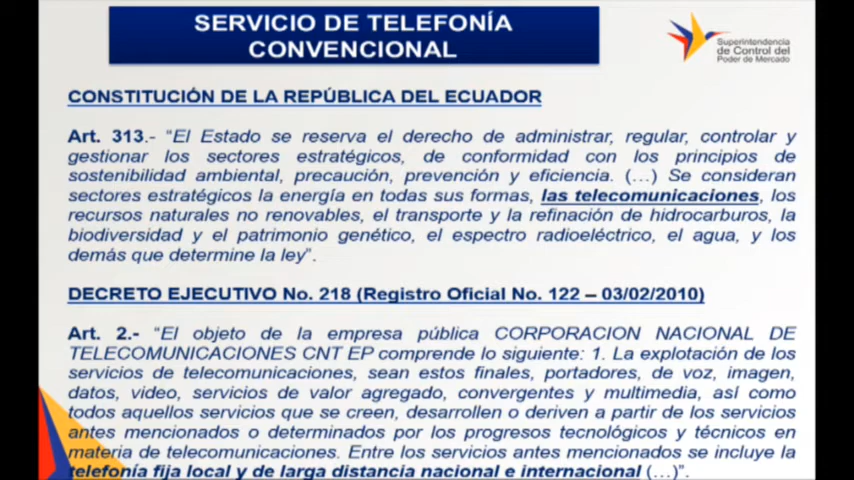 SERVICIO DE TELEFONÍA
CONVENCIONAL
Superintendencia
de Control del
Poder de Mercado
CONSTITUCIÓN DE LA REPÚBLICA DEL ECUADOR
Art. 313.- “El Estado se reserva el derecho de administrar, regular, controlar y
gestionar los sectores estratégicos, de conformidad con los principios de
sostenibilidad ambiental, precaución, prevención y eficiencia. (…) Se consideran
sectores estratégicos la energía en todas sus formas, las telecomunicaciones, los
recursos naturales no renovables, el transporte y la refinación de hidrocarburos, la
biodiversidad y el patrimonio genético, el espectro radioeléctrico, el agua, y los
demás que determine la ley”.
DECRETO EJECUTIVO No. 218 (Registro Oficial No. 122 – 03/02/2010)
Art. 2.- “El objeto de la empresa pública CORPORACION NACIONAL DE
TELECOMUNICACIONES CNT EP comprende lo siguiente: 1. La explotación de los
servicios de telecomunicaciones, sean estos finales, portadores, de voz, imagen,
datos, video, servicios de valor agregado, convergentes y multimedia, así como
todos aquellos servicios que se creen, desarrollen o deriven a partir de los servicios
antes mencionados o determinados por los progresos tecnológicos y técnicos en
materia de telecomunicaciones. Entre los servicios antes mencionados se incluye la
telefonía fija local y de larga distancia nacional e internacional (…)”.